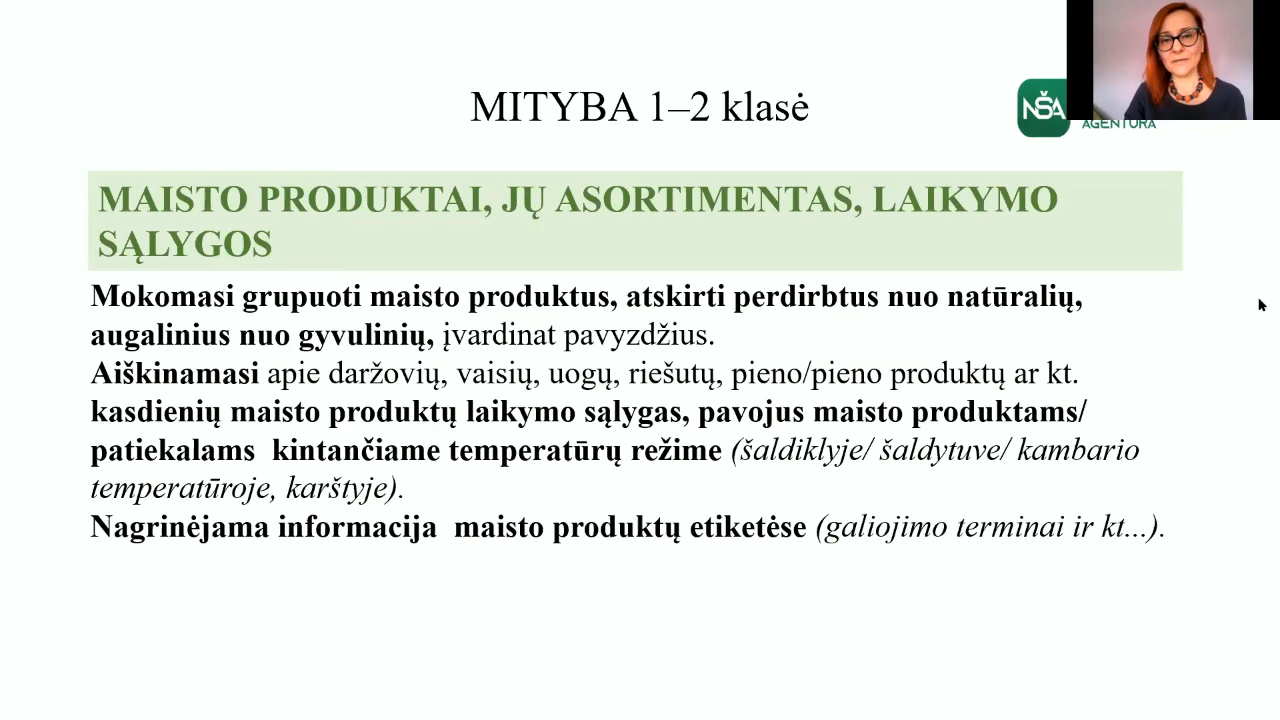 MITYBA 1–2 klasė
NŠA
AGENTŪRA
MAISTO PRODUKTAI, JŲ ASORTIMENTAS, LAIKYMO
SĄLYGOS
Mokomasi grupuoti maisto produktus, atskirti perdirbtus nuo natūralių,
augalinius nuo gyvulinių, įvardinat pavyzdžius.
Aiškinamasi apie daržovių, vaisių, uogų, riešutų, pieno/pieno produktų ar kt.
kasdienių maisto produktų laikymo sąlygas, pavojus maisto produktams/
patiekalams kintančiame temperatūrų režime (šaldiklyje/ šaldytuve/ kambario
temperatūroje, karštyje).
Nagrinėjama informacija maisto produktų etiketėse (galiojimo terminai ir kt...).